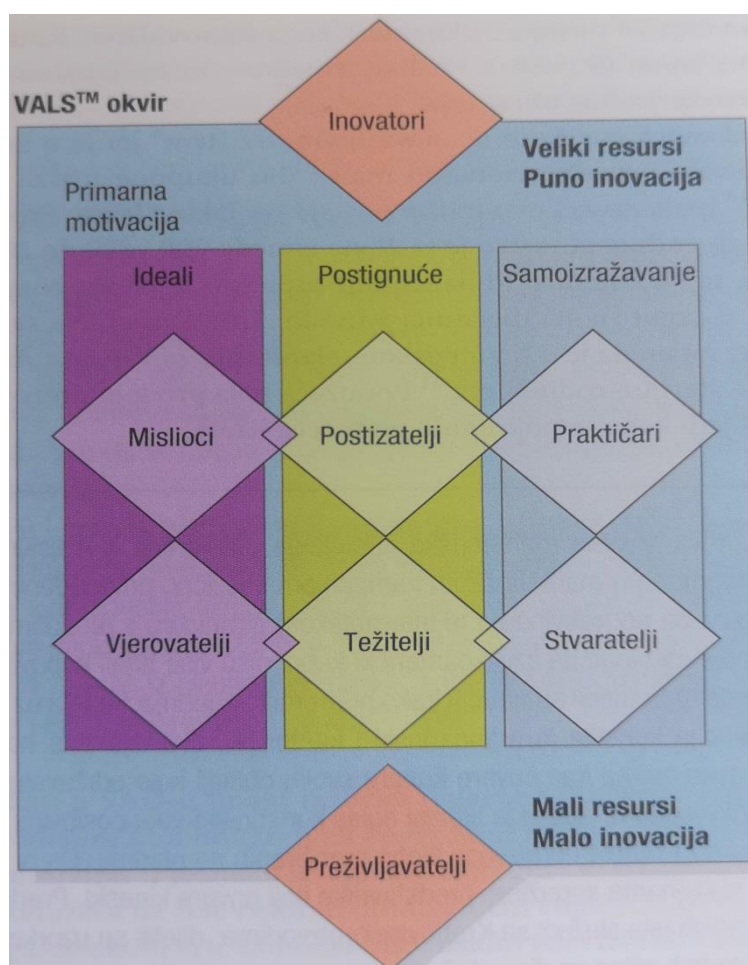 VALS™ okvir
Inovatori
Veliki resursi
Puno inovacija
Primarna
motivacija
Ideali
Postignuće
Samoizražavanje
Mislioci
Postizatelji
Praktičari
Vjerovatelji
Težitelji
Stvaratelji
Mali resursi
Malo inovacija
Preživljavatelji